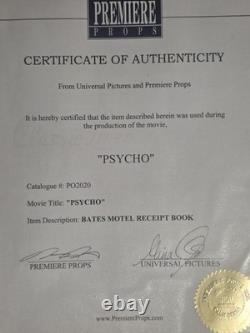 PREMIERE
PROPS
CERTIFICATE OF AUTHENTICITY
From Universal Pictures and Premiere Props
It is hereby certified that the item described herein was used during
the production of the movie,
"PSYCHO"
Catalogue #: PO2020
Movie Title: "PSYCHO"
Item Description: BATES MOTEL RECEIPT BOOK
PREMIERE PROPS
UNIVERSAL PICTURES
www.PremiereProps.com